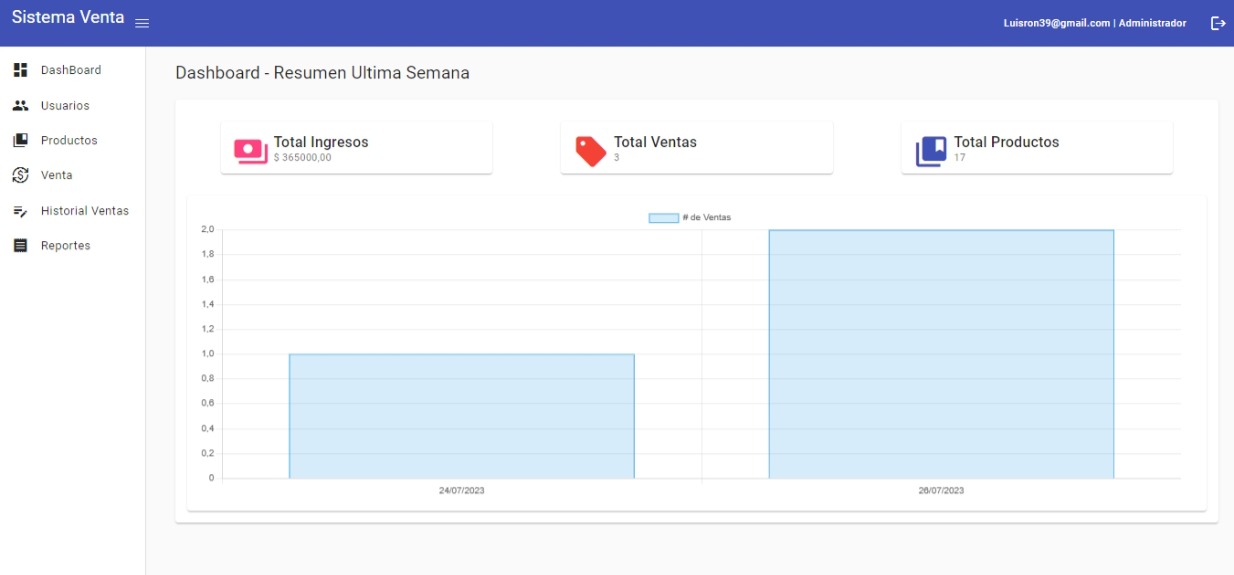 Sistema Venta
Luisron39@gmail.com | Administrador
DashBoard
Usuarios
Productos
Venta
Historial Ventas
Reportes
Dashboard - Resumen Ultima Semana
Total Ingresos
$ 365000,00
Total Ventas
3
Total Productos
17
# de Ventas
2,0
1,8
1,6
1,4
1,2
1,0
0,8
0,6
0,4
0,2
0
24/07/2023
26/07/2023